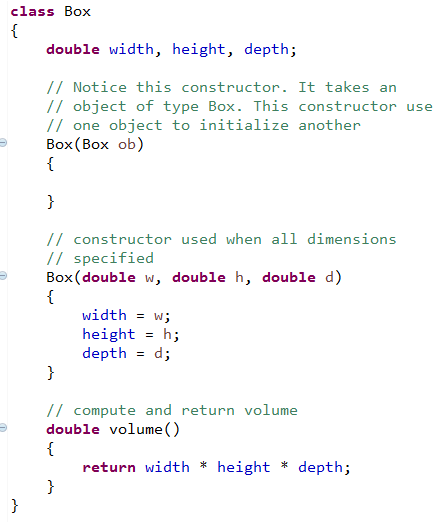 class Box
{
double width, height, depth;
// Notice this constructor. It takes an
// object of type Box. This constructor use
// one object to initialize another
Box(Box ob)
{
}
// constructor used when all dimensions
// specified
Box(double w, double h, double d)
{
width = w;
height = h;
depth = d;
}
// compute and return volume
double volume()
{
return width * height * depth;
}
}